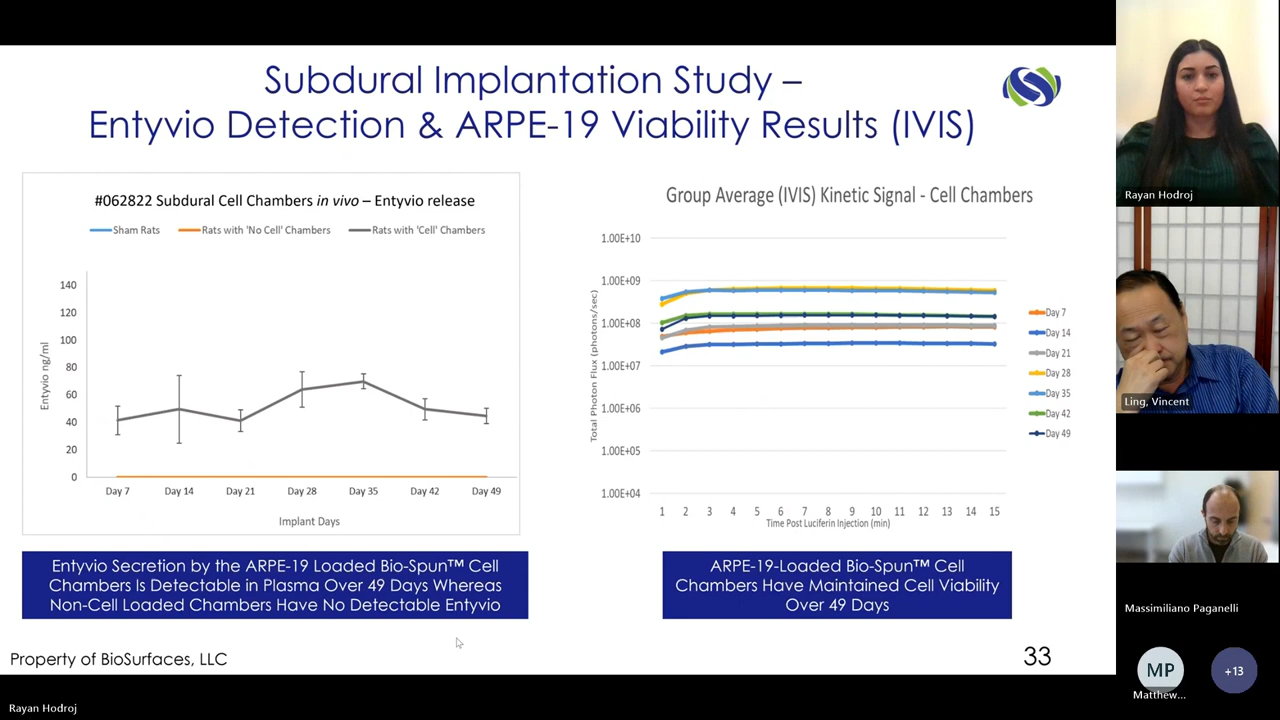 Subdural Implantation Study –
Entyvio Detection & ARPE-19 Viability Results (IVIS)
#062822 Subdural Cell Chambers in vivo – Entyvio release
Sham Rats
Rats with 'No Cell' Chambers
Rats with 'Cell' Chambers
Entyvio ng/ml
140
120
100
80
60
40
20
0
Day 7
Day 14
Day 21
Day 28
Day 35
Day 42
Day 49
Implant Days
Entyvio Secretion by the ARPE-19 Loaded Bio-Spun™ Cell
Chambers Is Detectable in Plasma Over 49 Days Whereas
Non-Cell Loaded Chambers Have No Detectable Entyvio
Group Average (IVIS) Kinetic Signal - Cell Chambers
Total Photon Flux (photons/sec)
1.00E+10
1.00E+09
1.00E+08
1.00E+07
1.00E+06
1.00E+05
1.00E+04
1 2 3 4 5 6 7 8 9 10 11 12 13 14 15
Time Post Luciferin Injection (min)
Day 7
Day 14
Day 21
Day 28
Day 35
Day 42
Day 49
ARPE-19-Loaded Bio-Spun™ Cell
Chambers Have Maintained Cell Viability
Over 49 Days
Property of BioSurfaces, LLC
33
Rayan Hodroj
Rayan Hodroj
Ling, Vincent
Massimiliano Paganelli
MP
Matthew...
+13